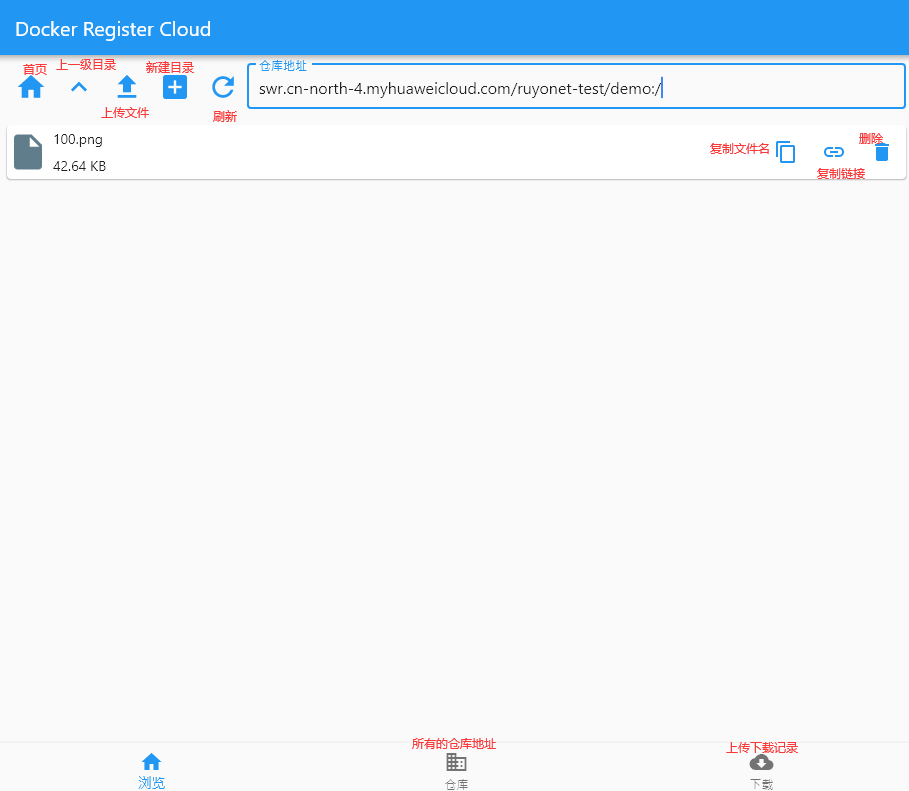 Docker Register Cloud
首页
上一级目录
新建目录
上传文件
刷新
仓库地址
swr.cn-north-4.myhuaweicloud.com/ruyonet-test/demo:/
100.png
42.64 KB
复制文件名
复制链接
删除
所有的仓库地址
上传下载记录
浏览
仓库
下载